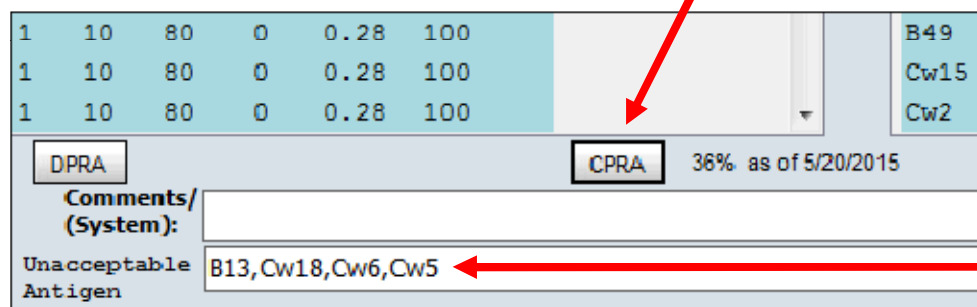 1 10 80 0 0.28 100 B49
1 10 80 0 0.28 100 Cw15
1 10 80 0 0.28 100 Cw2
DPRA CPRA 36% as of 5/20/2015
Comments/
(System):
Unacceptable B13,Cw18,Cw6,Cw5
Antigen